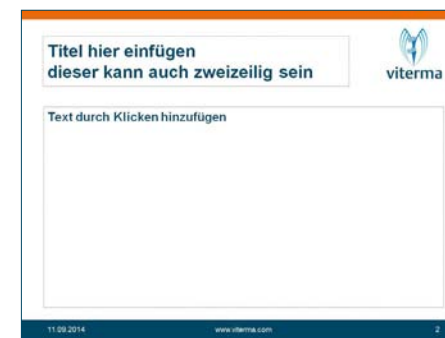 Titel hier einfügen
dieser kann auch zweizeilig sein
viterma
Text durch Klicken hinzufügen
11.09.2014
www.viterma.com
2